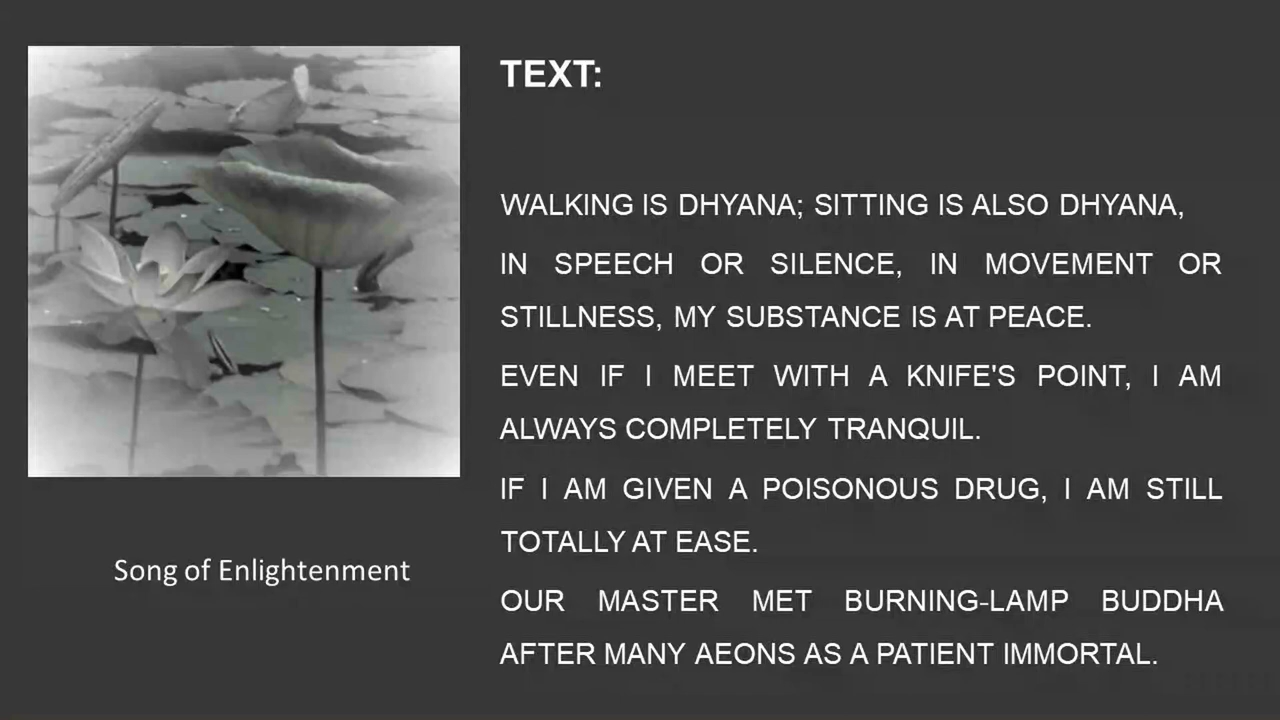 TEXT:
WALKING IS DHYANA; SITTING IS ALSO DHYANA,
IN SPEECH OR SILENCE, IN MOVEMENT OR
STILLNESS, MY SUBSTANCE IS AT PEACE.
EVEN IF I MEET WITH A KNIFE'S POINT, I AM
ALWAYS COMPLETELY TRANQUIL.
IF I AM GIVEN A POISONOUS DRUG, I AM STILL
TOTALLY AT EASE.
OUR MASTER MET BURNING-LAMP BUDDHA
AFTER MANY AEONS AS A PATIENT IMMORTAL.
Song of Enlightenment